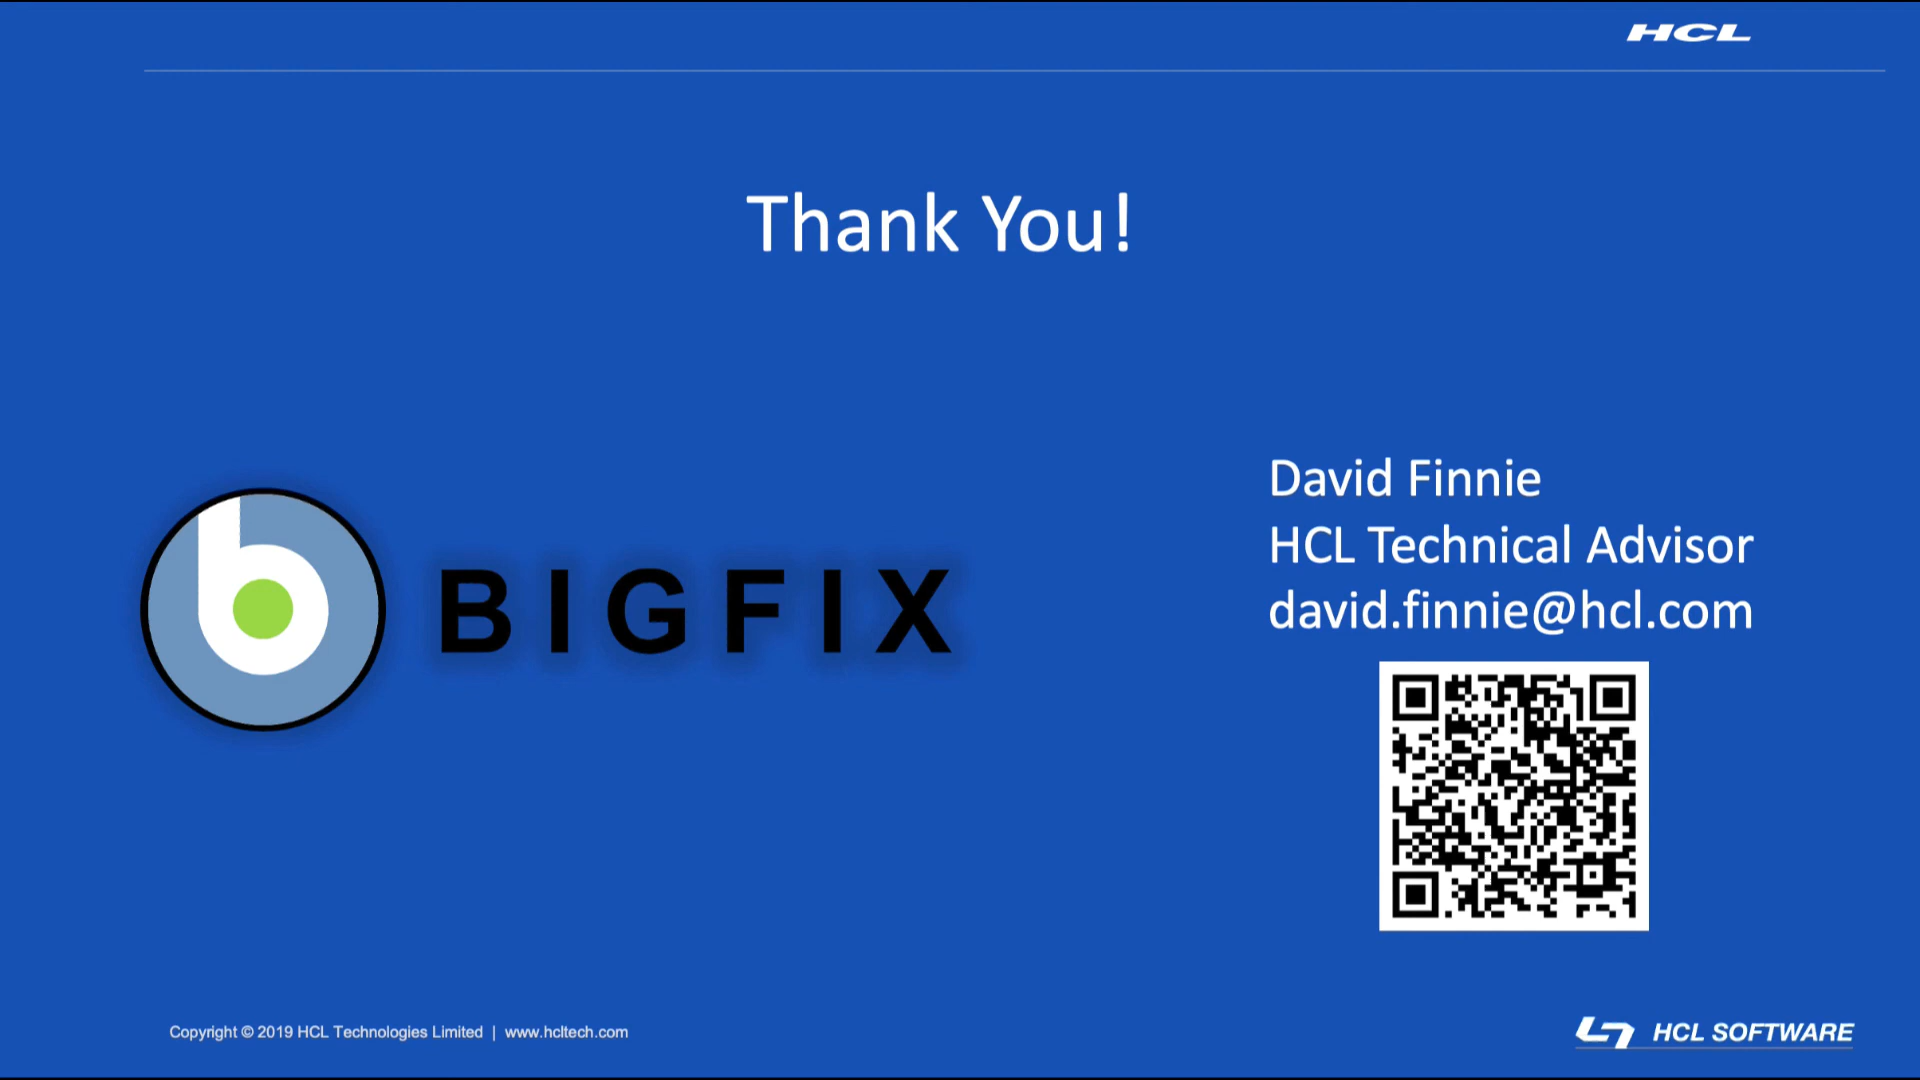 HCL
Thank You!
David Finnie
HCL Technical Advisor
david.finnie@hcl.com
b BIGFIX
Copyright © 2019 HCL Technologies Limited | www.hcltech.com
HCL SOFTWARE